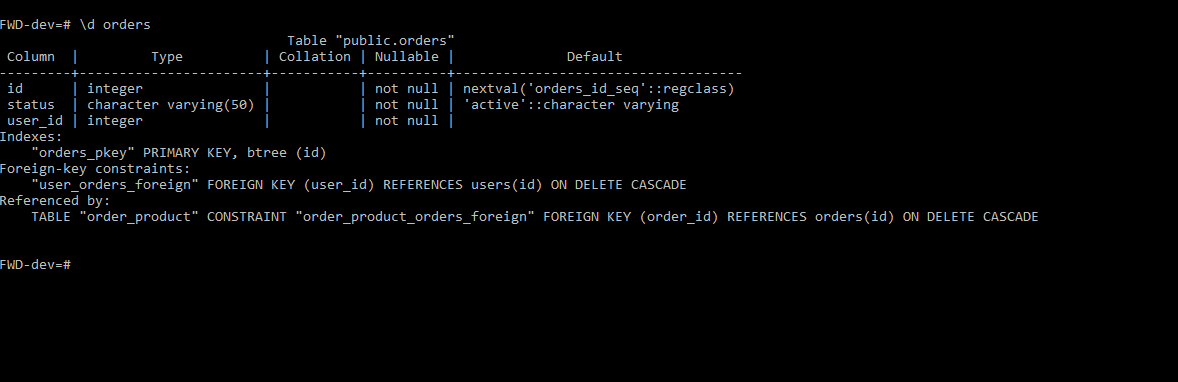 FWD-dev=# \d orders
                                    Table "public.orders"
 Column  |         Type          | Collation | Nullable |              Default
---------+-----------------------+-----------+----------+------------------------------------
 id      | integer               |           | not null | nextval('orders_id_seq'::regclass)
 status  | character varying(50) |           | not null | 'active'::character varying
 user_id | integer               |           | not null |
Indexes:
    "orders_pkey" PRIMARY KEY, btree (id)
Foreign-key constraints:
    "user_orders_foreign" FOREIGN KEY (user_id) REFERENCES users(id) ON DELETE CASCADE
Referenced by:
    TABLE "order_product" CONSTRAINT "order_product_orders_foreign" FOREIGN KEY (order_id) REFERENCES orders(id) ON DELETE CASCADE
FWD-dev=#